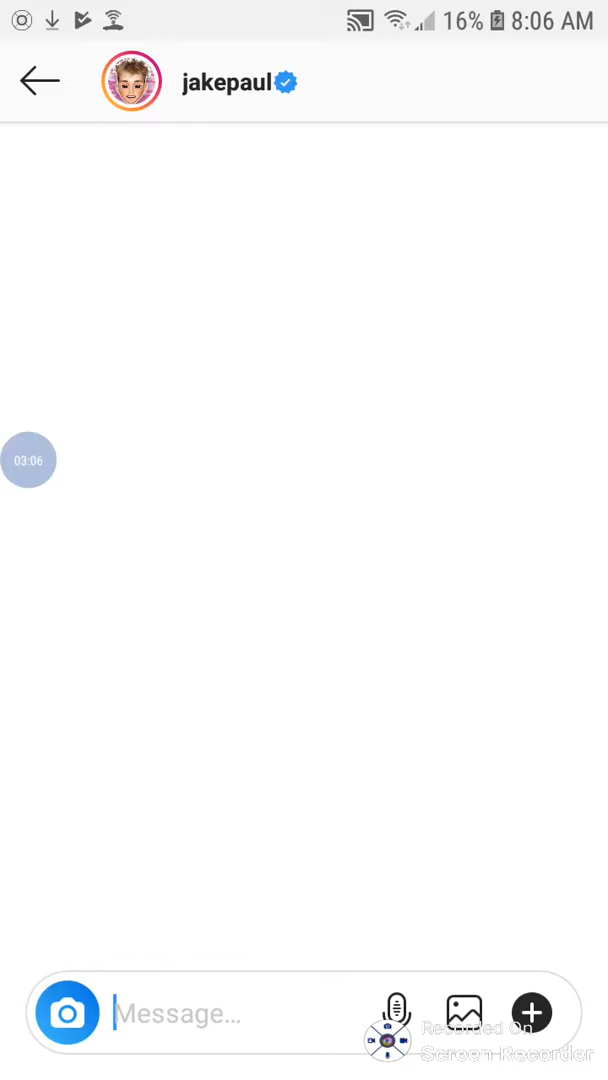 16% 8:06 AM
jakepaul
03:06
Message...
Recorded On
Screen Recorder